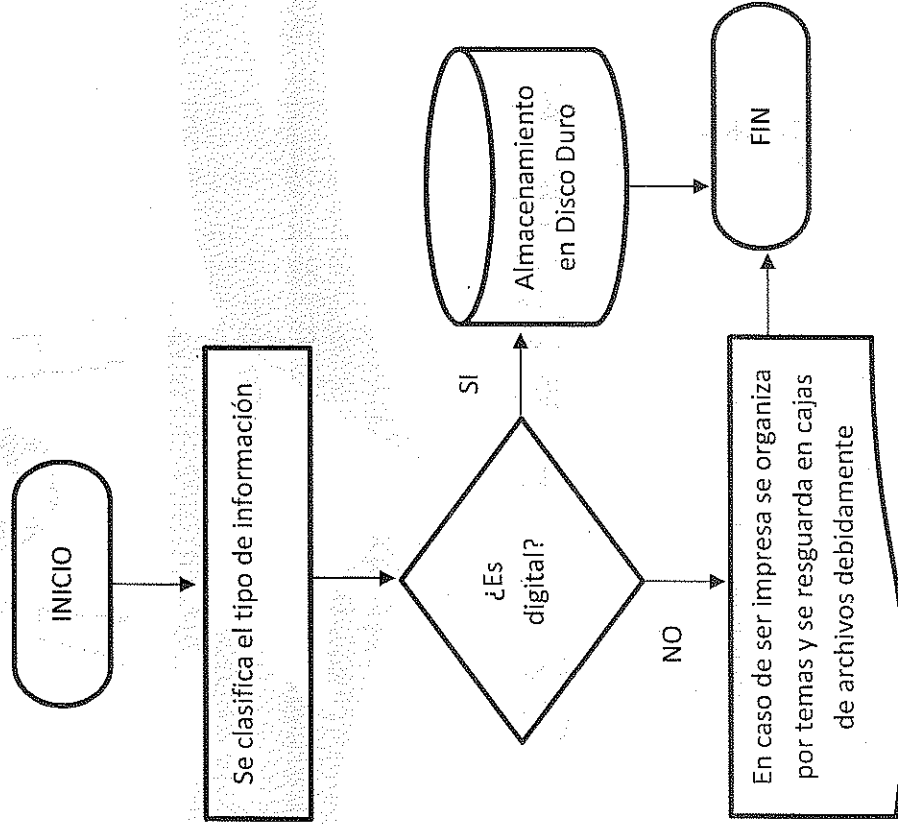 INICIO
Se clasifica el tipo de información
¿Es
digital?
SI
Almacenamiento
en Disco Duro
NO
En caso de ser impresa se organiza
por temas y se resguarda en cajas
de archivos debidamente
FIN